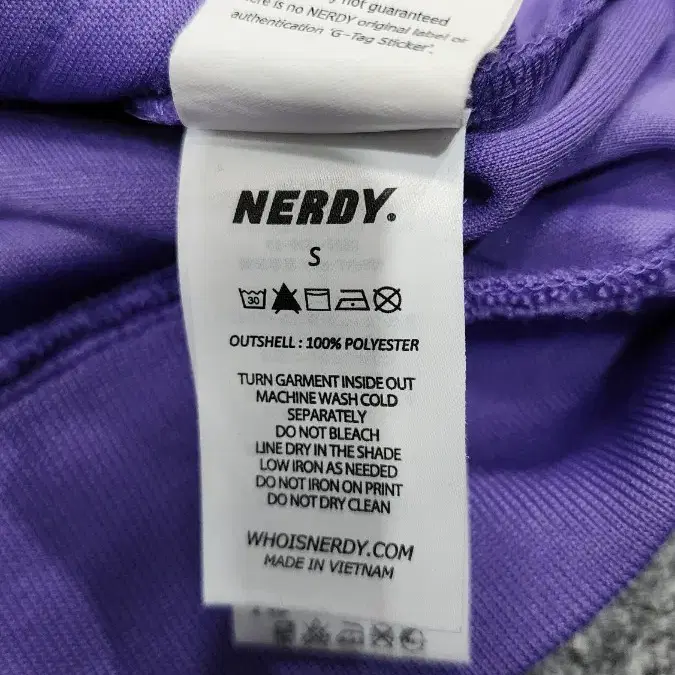 not guaranteed
there is no NERDY original label or
authentication 'G-Tag Sticker'.
NERDY.
S
30
OUTSHELL : 100% POLYESTER
TURN GARMENT INSIDE OUT
MACHINE WASH COLD
SEPARATELY
DO NOT BLEACH
LINE DRY IN THE SHADE
LOW IRON AS NEEDED
DO NOT IRON ON PRINT
DO NOT DRY CLEAN
WHOISNERDY.COM
MADE IN VIETNAM